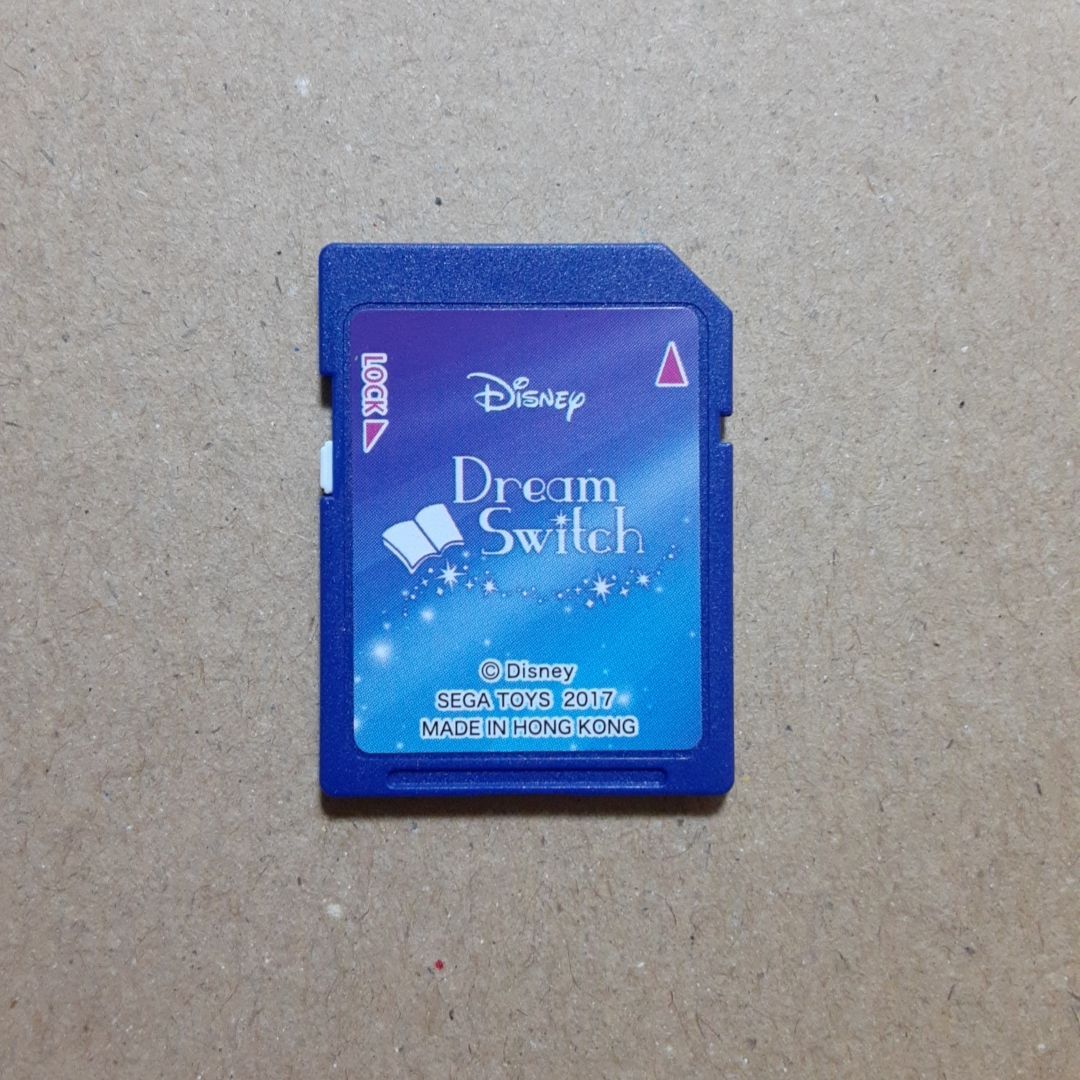 LOCK
Disney
Dream
Switch
© Disney
SEGA TOYS 2017
MADE IN HONG KONG